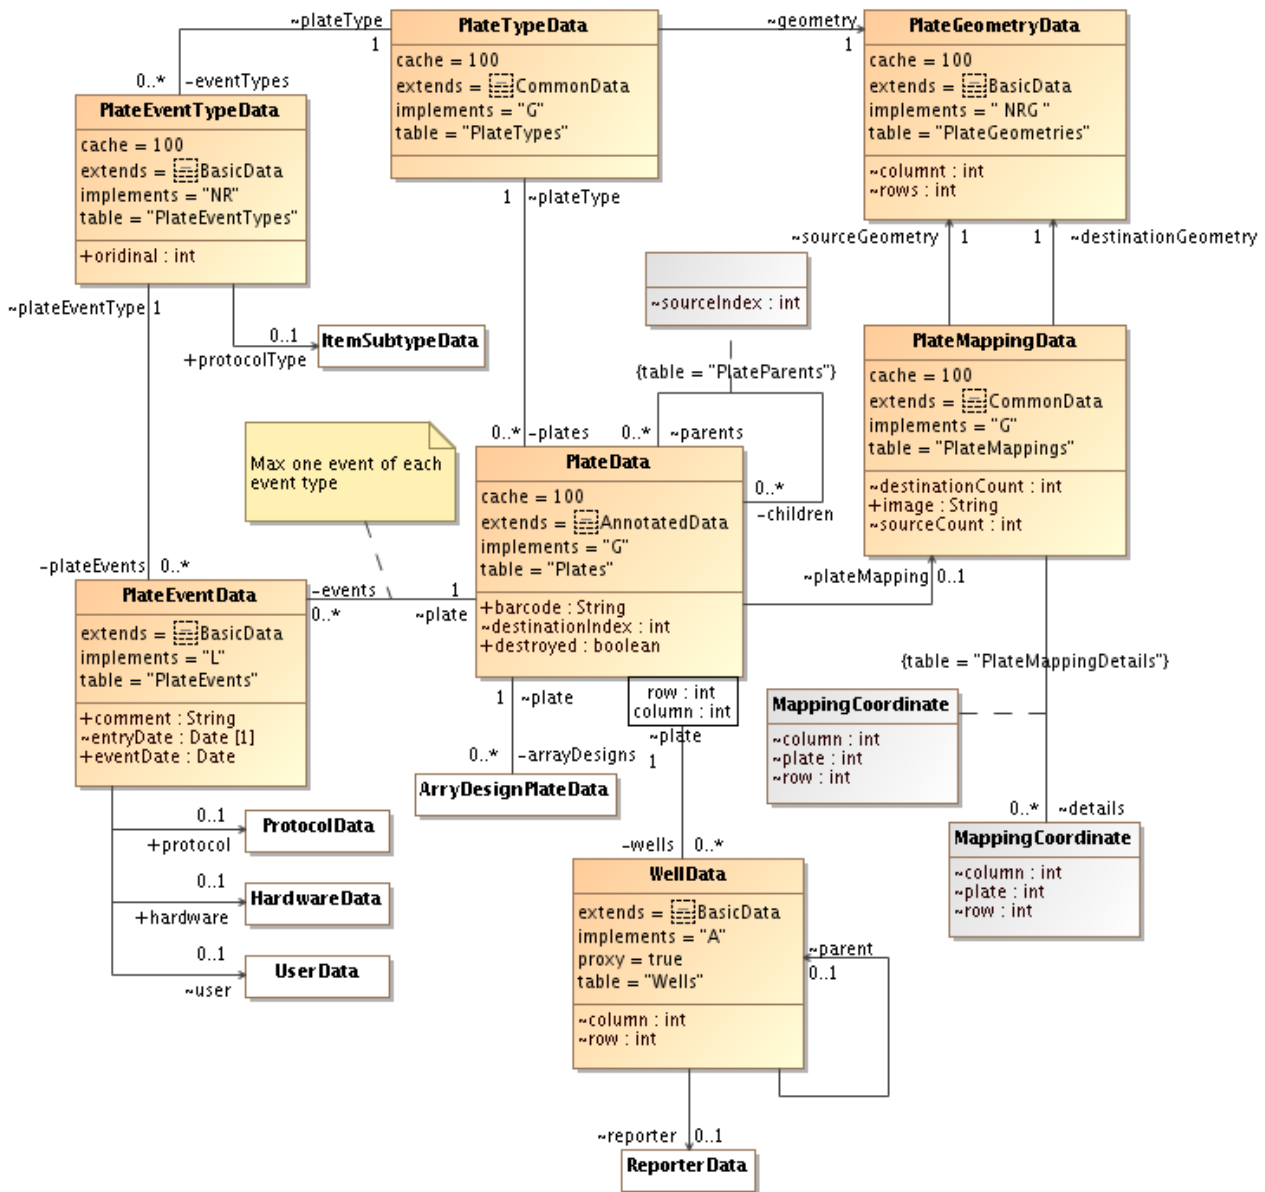 ~plateType
1
PlateTypeData
cache = 100
extends = CommonData
implements = "G"
table = "PlateTypes"
~geometry
1
PlateGeometryData
cache = 100
extends = BasicData
implements = " NRG "
table = "PlateGeometries"
~columnt : int
~rows : int
0..* -eventTypes
PlateEventTypeData
cache = 100
extends = BasicData
implements = "NR"
table = "PlateEventTypes"
+oridinal : int
1 ~plateType
~sourceGeometry 1
1 ~destinationGeometry
~sourceIndex : int
~plateEventType 1
0..1
+protocolType
ItemSubtypeData
{table = "PlateParents"}
PlateMappingData
cache = 100
extends = CommonData
implements = "G"
table = "PlateMappings"
~destinationCount : int
+image : String
~sourceCount : int
Max one event of each
event type
0..* -plates
0..* ~parents
0..*
-children
PlateData
cache = 100
extends = AnnotatedData
implements = "G"
table = "Plates"
+barcode : String
~destinationIndex : int
+destroyed : boolean
~plateMapping 0..1
-plateEvents 0..*
PlateEventData
extends = BasicData
implements = "L"
table = "PlateEvents"
+comment : String
~entryDate : Date [1]
+eventDate : Date
-events
0..*
1
~plate
{table = "PlateMappingDetails"}
1 ~plate
row : int
column : int
~plate
1
MappingCoordinate
~column : int
~plate : int
~row : int
0..* -arrayDesigns
ArryDesignPlateData
0..* ~details
MappingCoordinate
~column : int
~plate : int
~row : int
0..1
+protocol
ProtocolData
0..1
+hardware
HardwareData
0..1
~user
UserData
-wells 0..*
WellData
extends = BasicData
implements = "A"
proxy = true
table = "Wells"
~column : int
~row : int
~parent
0..1
~reporter 0..1
ReporterData